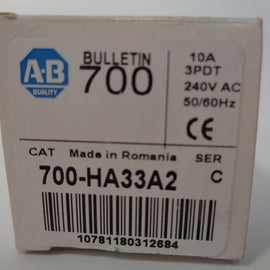 BULLETIN
700
A-B
QUALITY
10A
3PDT
240V AC
50/60Hz
CE
CAT Made in Romania SER
700-HA33A2 C
10781180312684